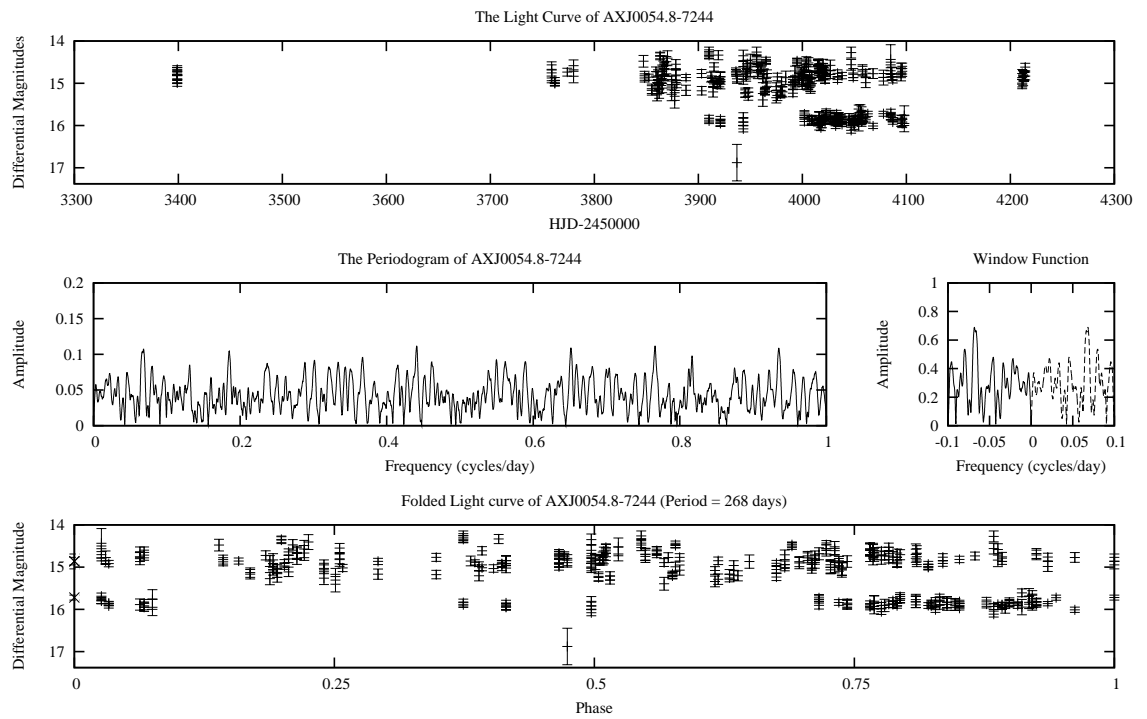 The Light Curve of AXJ0054.8-7244
14
15
16
17
Differential Magnitudes
3300 3400 3500 3600 3700 3800 3900 4000 4100 4200 4300
HJD-2450000
The Periodogram of AXJ0054.8-7244
0.2
0.15
0.1
0.05
0
Amplitude
0 0.2 0.4 0.6 0.8 1
Frequency (cycles/day)
Window Function
1
0.8
0.6
0.4
0.2
0
Amplitude
-0.1 -0.05 0 0.05 0.1
Frequency (cycles/day)
Folded Light curve of AXJ0054.8-7244 (Period = 268 days)
14
15
16
17
Differential Magnitude
0 0.25 0.5 0.75 1
Phase